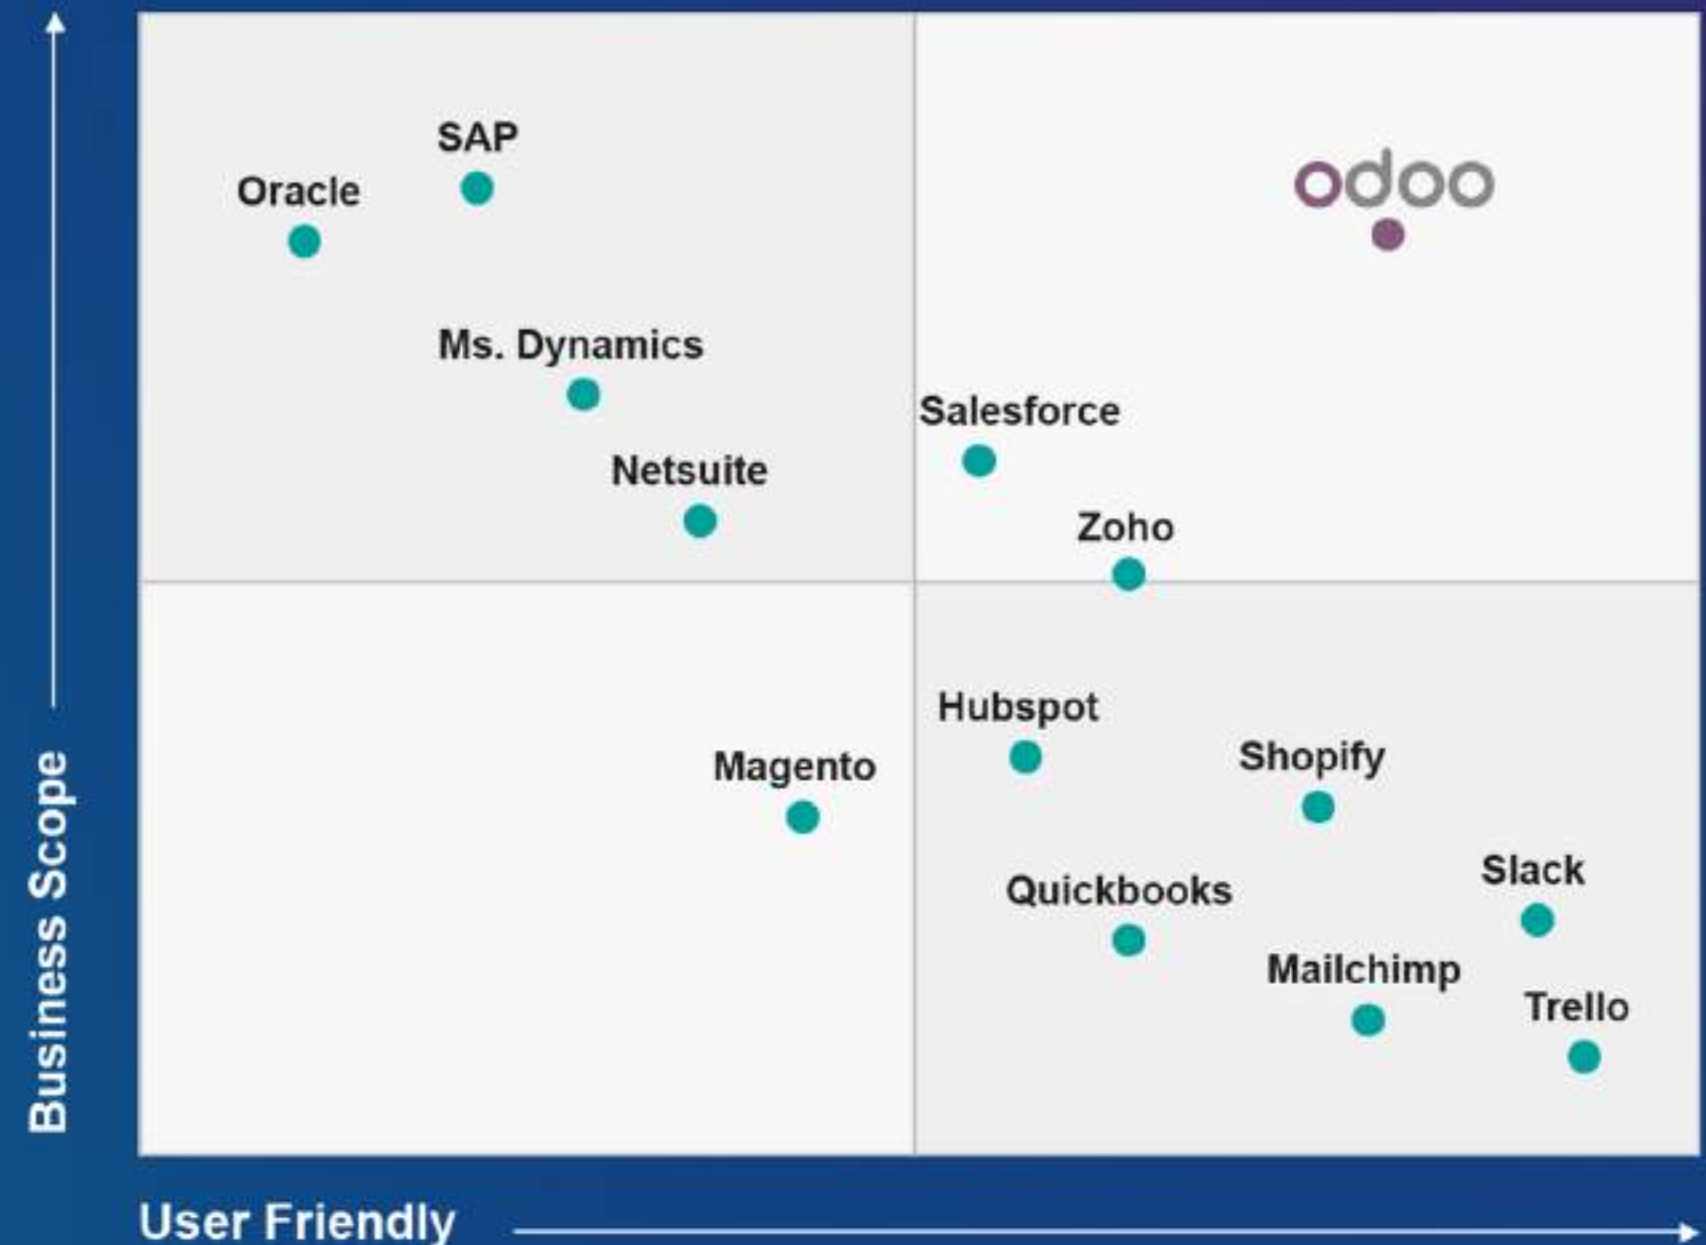 SAP
Oracle
odoo
Ms. Dynamics
Salesforce
Netsuite
Zoho
Hubspot
Shopify
Magento
Slack
Quickbooks
Mailchimp
Trello
Business Scope
User Friendly